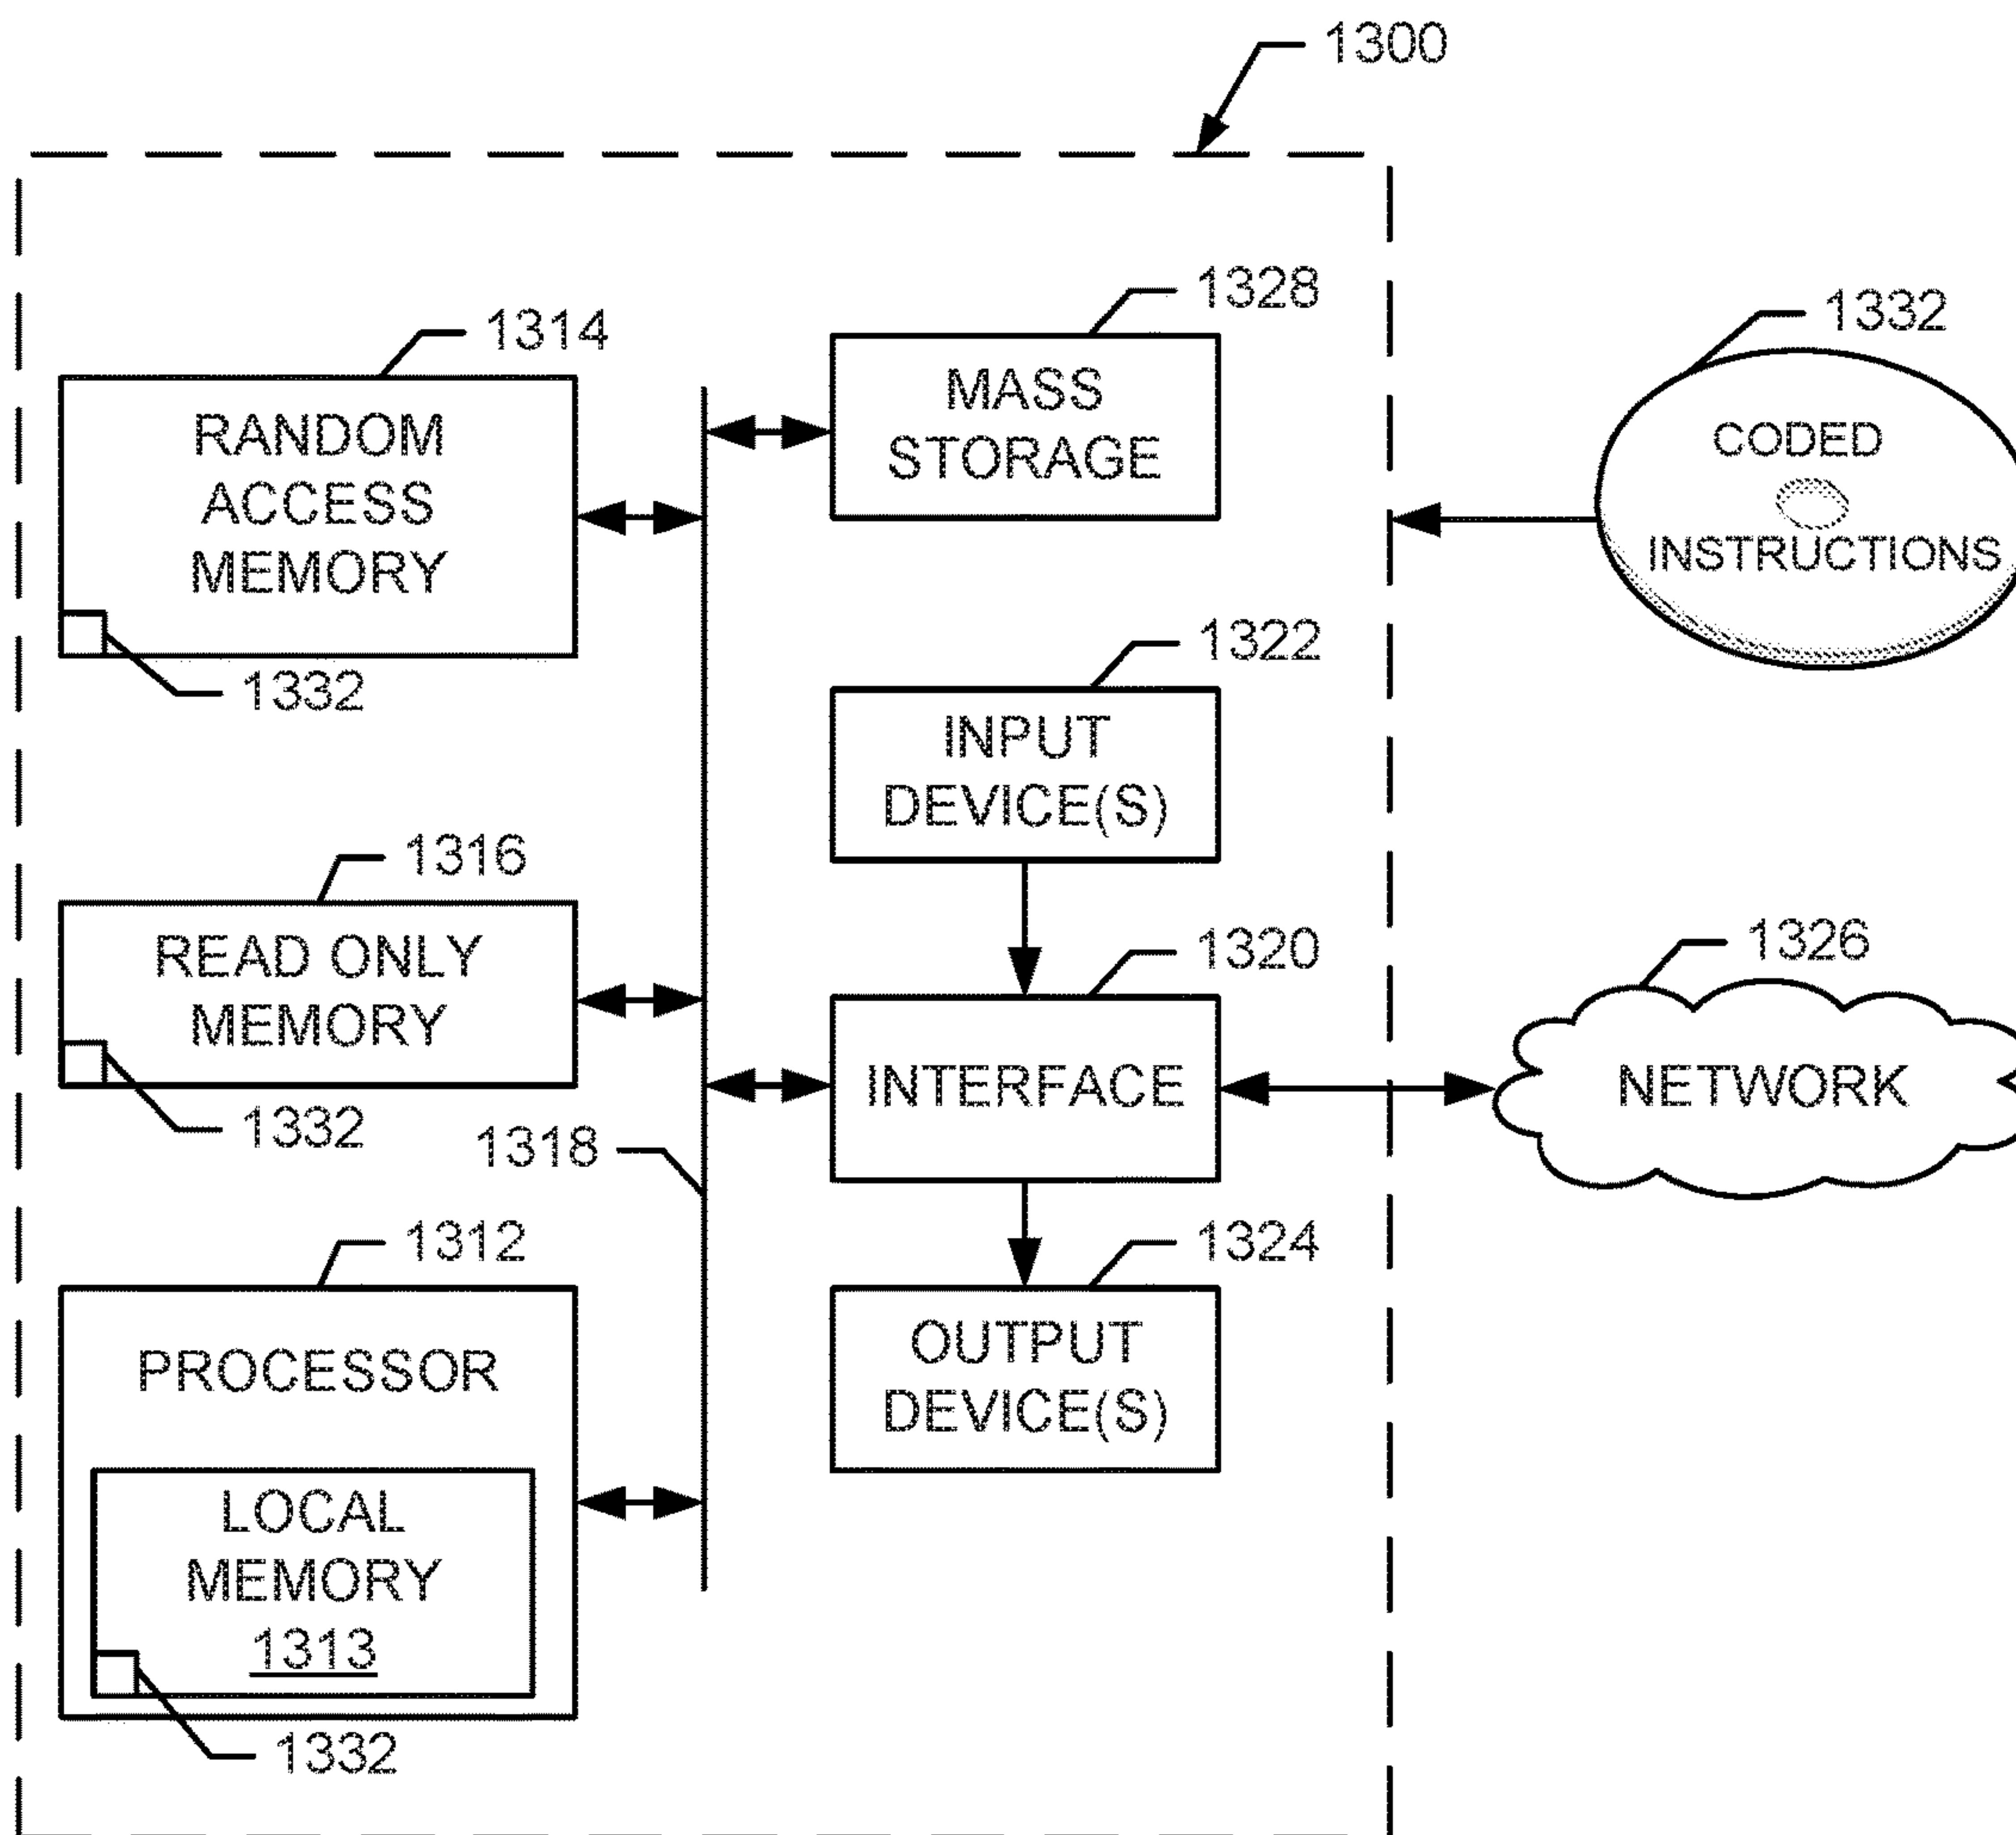 1300
1314
RANDOM
ACCESS
MEMORY
1332
1328
MASS
STORAGE
1332
CODED
INSTRUCTIONS
1322
INPUT
DEVICE(S)
1316
READ ONLY
MEMORY
1332
1318
1320
INTERFACE
1326
NETWORK
1312
PROCESSOR
LOCAL
MEMORY
1313
1332
1324
OUTPUT
DEVICE(S)